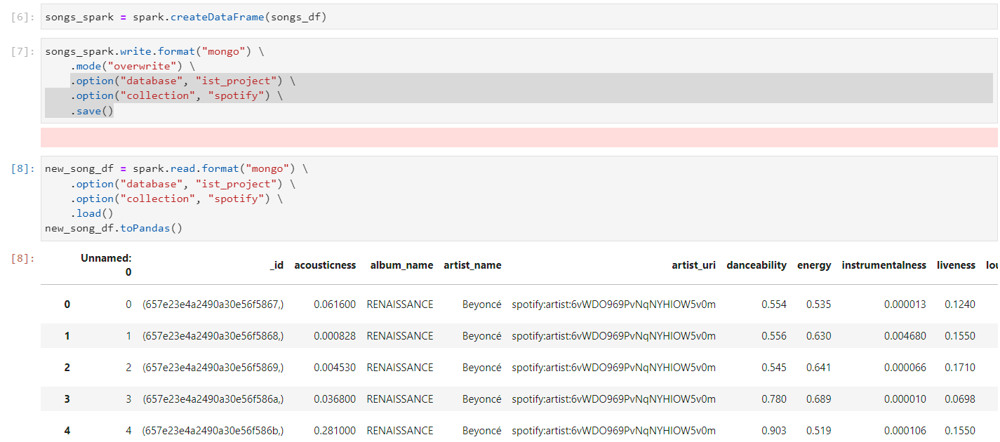 [6]: songs_spark = spark.createDataFrame(songs_df)
[7]: songs_spark.write.format("mongo") \
.mode("overwrite") \
.option("database", "ist_project") \
.option("collection", "spotify") \
.save()
[8]: new_song_df = spark.read.format("mongo") \
.option("database", "ist_project") \
.option("collection", "spotify") \
.load()
new_song_df.toPandas()
[8]: Unnamed: 0 _id acousticness album_name artist_name artist_uri danceability energy instrumentalness liveness lou
0 0 (657e23e4a2490a30e56f5867,) 0.061600 RENAISSANCE Beyoncé spotify:artist:6vWDO969PvNqNYHIOW5v0m 0.554 0.535 0.000013 0.1240
1 1 (657e23e4a2490a30e56f5868,) 0.000828 RENAISSANCE Beyoncé spotify:artist:6vWDO969PvNqNYHIOW5v0m 0.556 0.630 0.004680 0.1550
2 2 (657e23e4a2490a30e56f5869,) 0.004530 RENAISSANCE Beyoncé spotify:artist:6vWDO969PvNqNYHIOW5v0m 0.545 0.641 0.000066 0.1710
3 3 (657e23e4a2490a30e56f586a,) 0.036800 RENAISSANCE Beyoncé spotify:artist:6vWDO969PvNqNYHIOW5v0m 0.780 0.689 0.000010 0.0698
4 4 (657e23e4a2490a30e56f586b,) 0.281000 RENAISSANCE Beyoncé spotify:artist:6vWDO969PvNqNYHIOW5v0m 0.903 0.519 0.000106 0.1550